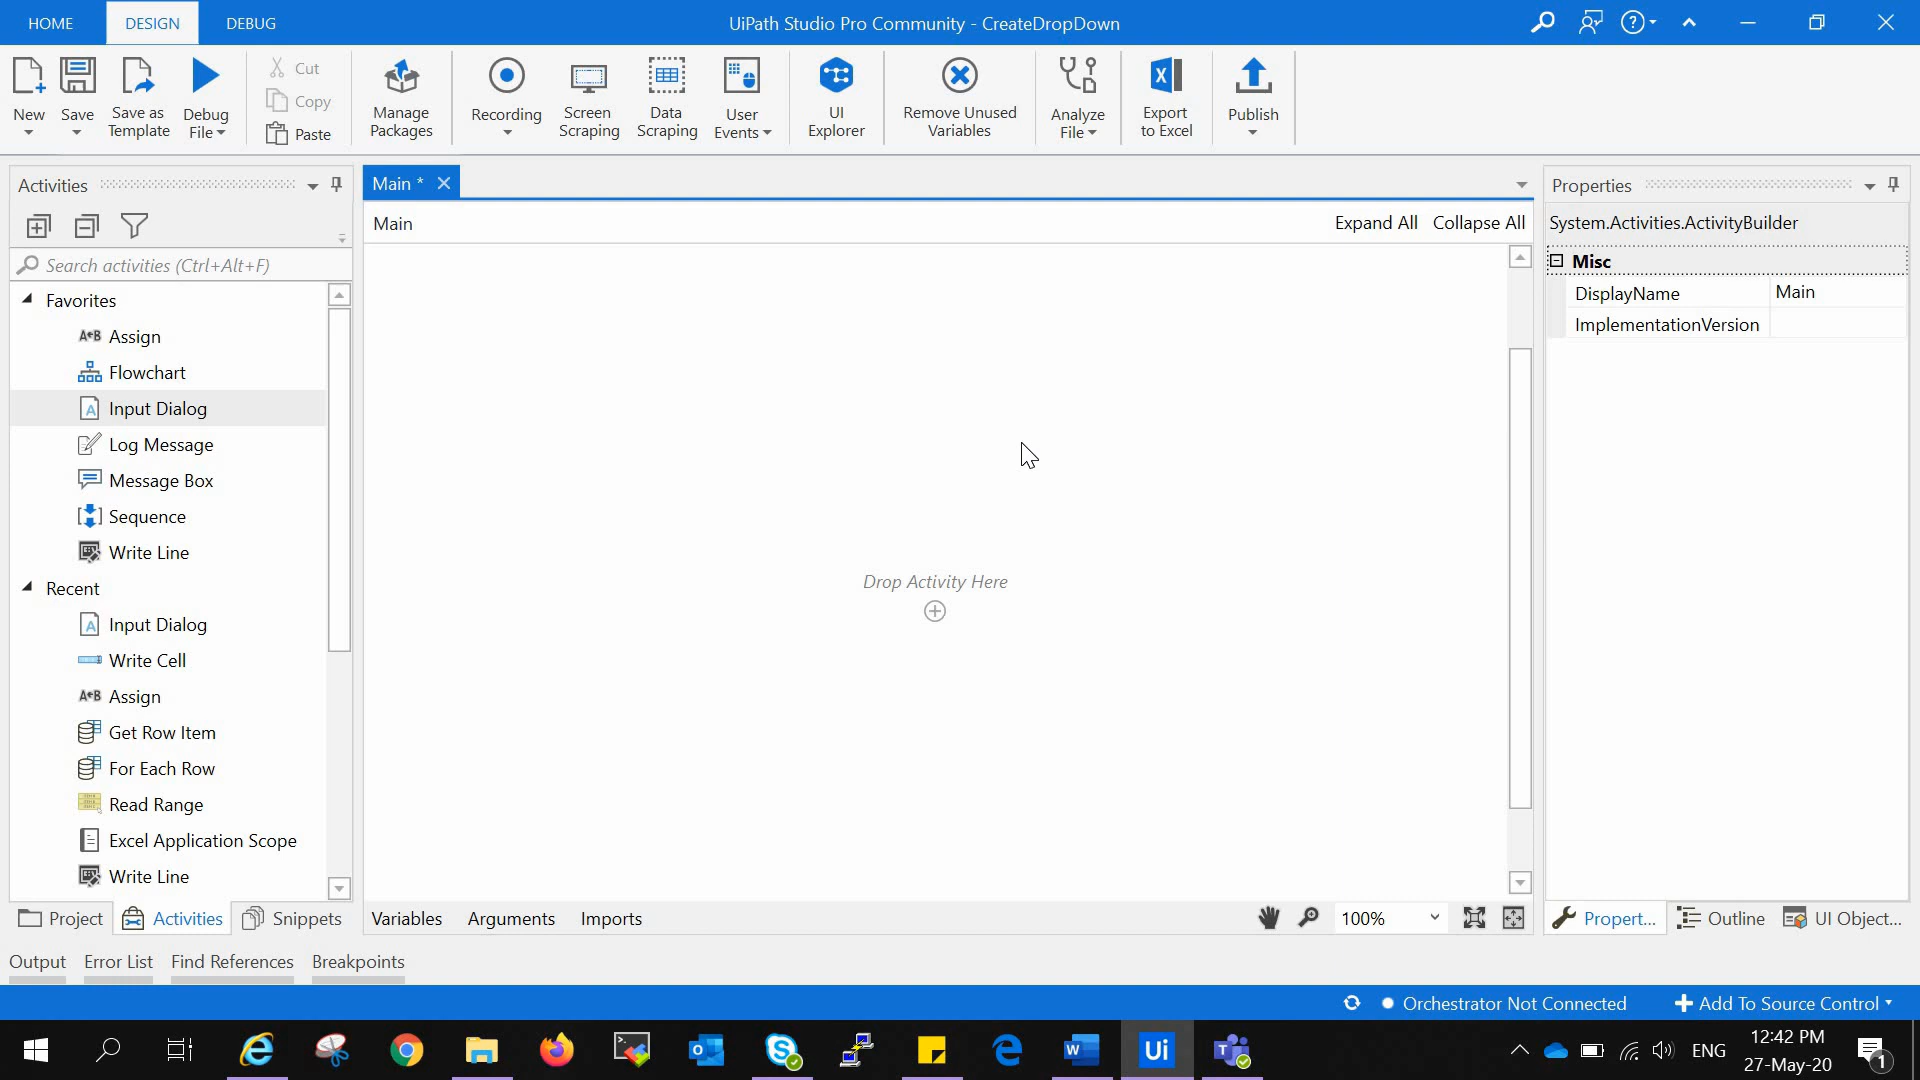 HOME
DESIGN
DEBUG
UiPath Studio Pro Community - CreateDropDown
New
Save
Save as
Template
Debug
File
Cut
Copy
Paste
Manage
Packages
Recording
Screen
Scraping
Data
Scraping
User
Events
UI
Explorer
Remove Unused
Variables
Analyze
File
Export
to Excel
Publish
Activities
Search activities (Ctrl+Alt+F)
Favorites
Assign
Flowchart
Input Dialog
Log Message
Message Box
Sequence
Write Line
Recent
Input Dialog
Write Cell
Assign
Get Row Item
For Each Row
Read Range
Excel Application Scope
Write Line
Project
Activities
Snippets
Main *
Main
Expand All
Collapse All
Drop Activity Here
Variables
Arguments
Imports
100%
Properties
System.Activities.ActivityBuilder
Misc
DisplayName Main
ImplementationVersion
Propert...
Outline
UI Object...
Output
Error List
Find References
Breakpoints
Orchestrator Not Connected
Add To Source Control
Ui
ENG
12:42 PM
27-May-20
1